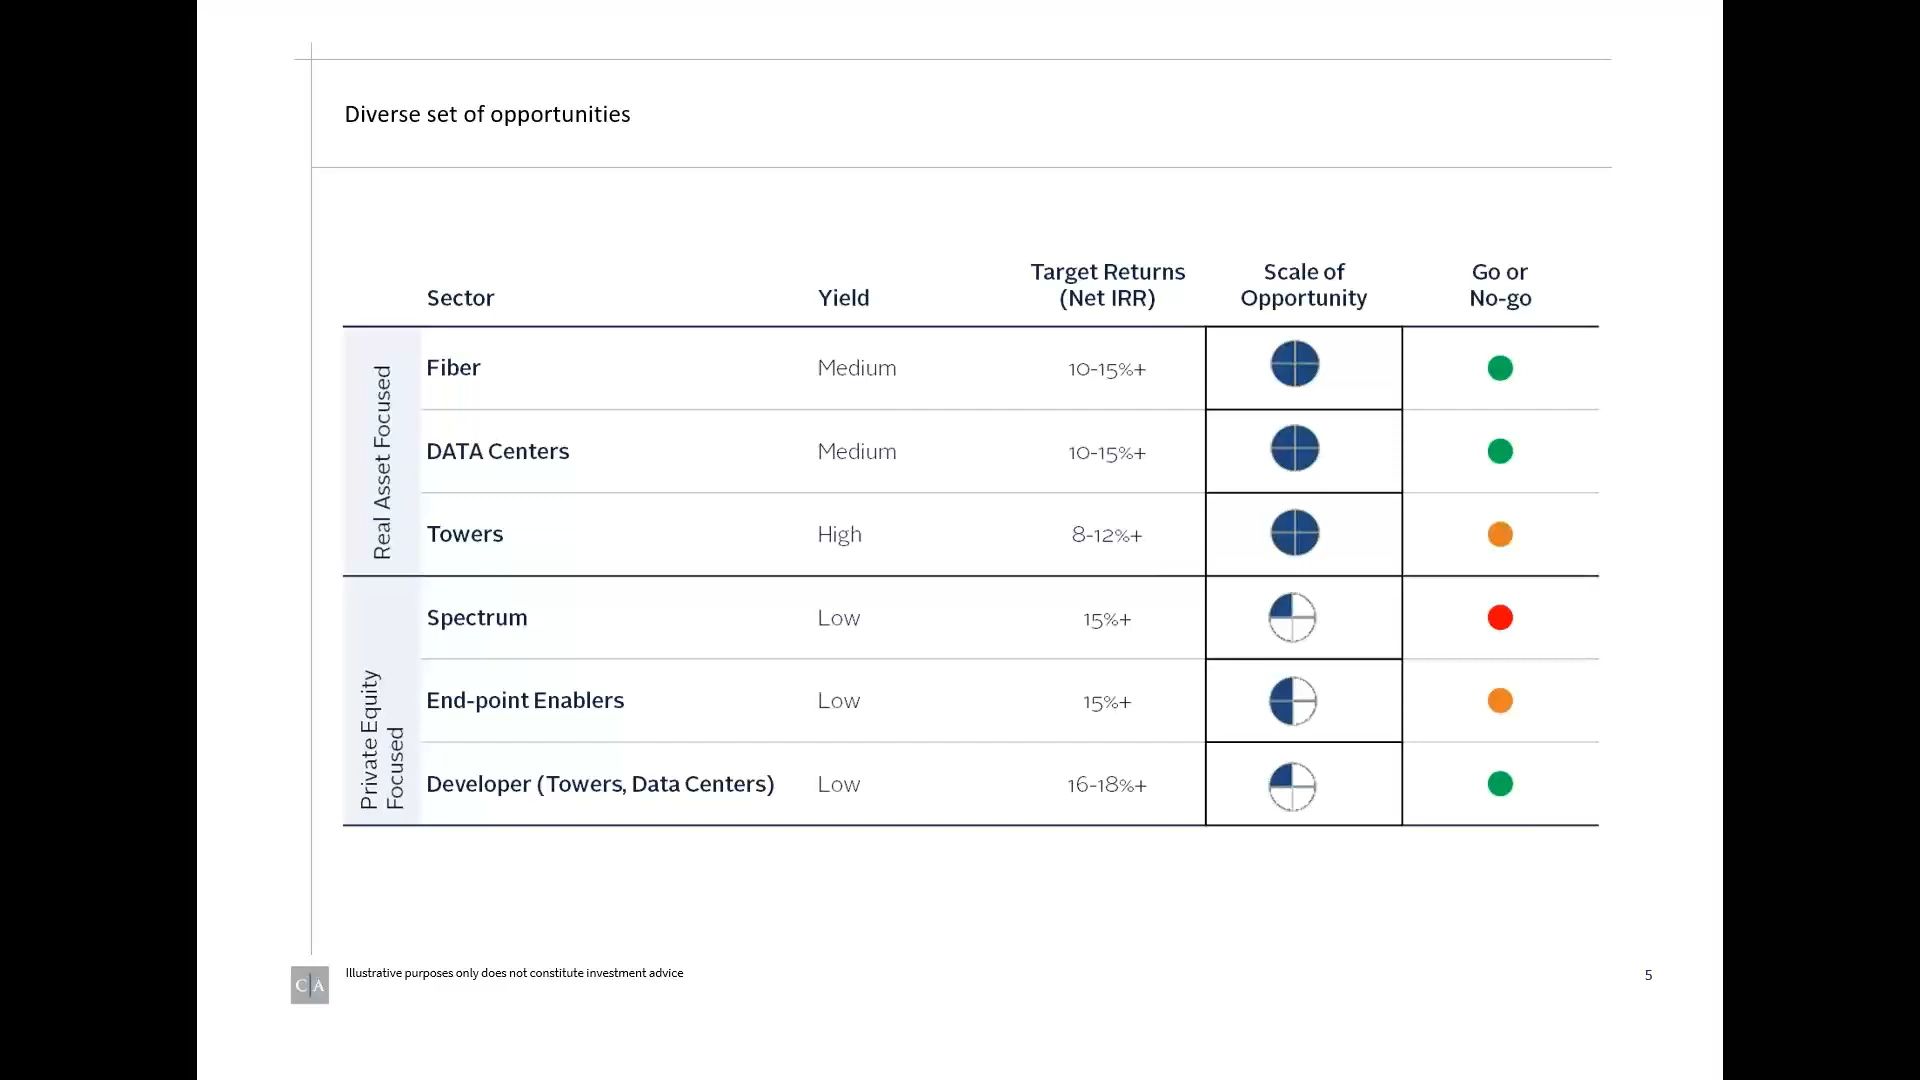 Diverse set of opportunities
Sector
Yield
Target Returns
(Net IRR)
Scale of
Opportunity
Go or
No-go
Real Asset Focused
Fiber
Medium
10-15%+
DATA Centers
Medium
10-15%+
Towers
High
8-12%+
Private Equity
Focused
Spectrum
Low
15%+
End-point Enablers
Low
15%+
Developer (Towers, Data Centers)
Low
16-18%+
C|A
Illustrative purposes only does not constitute investment advice
5